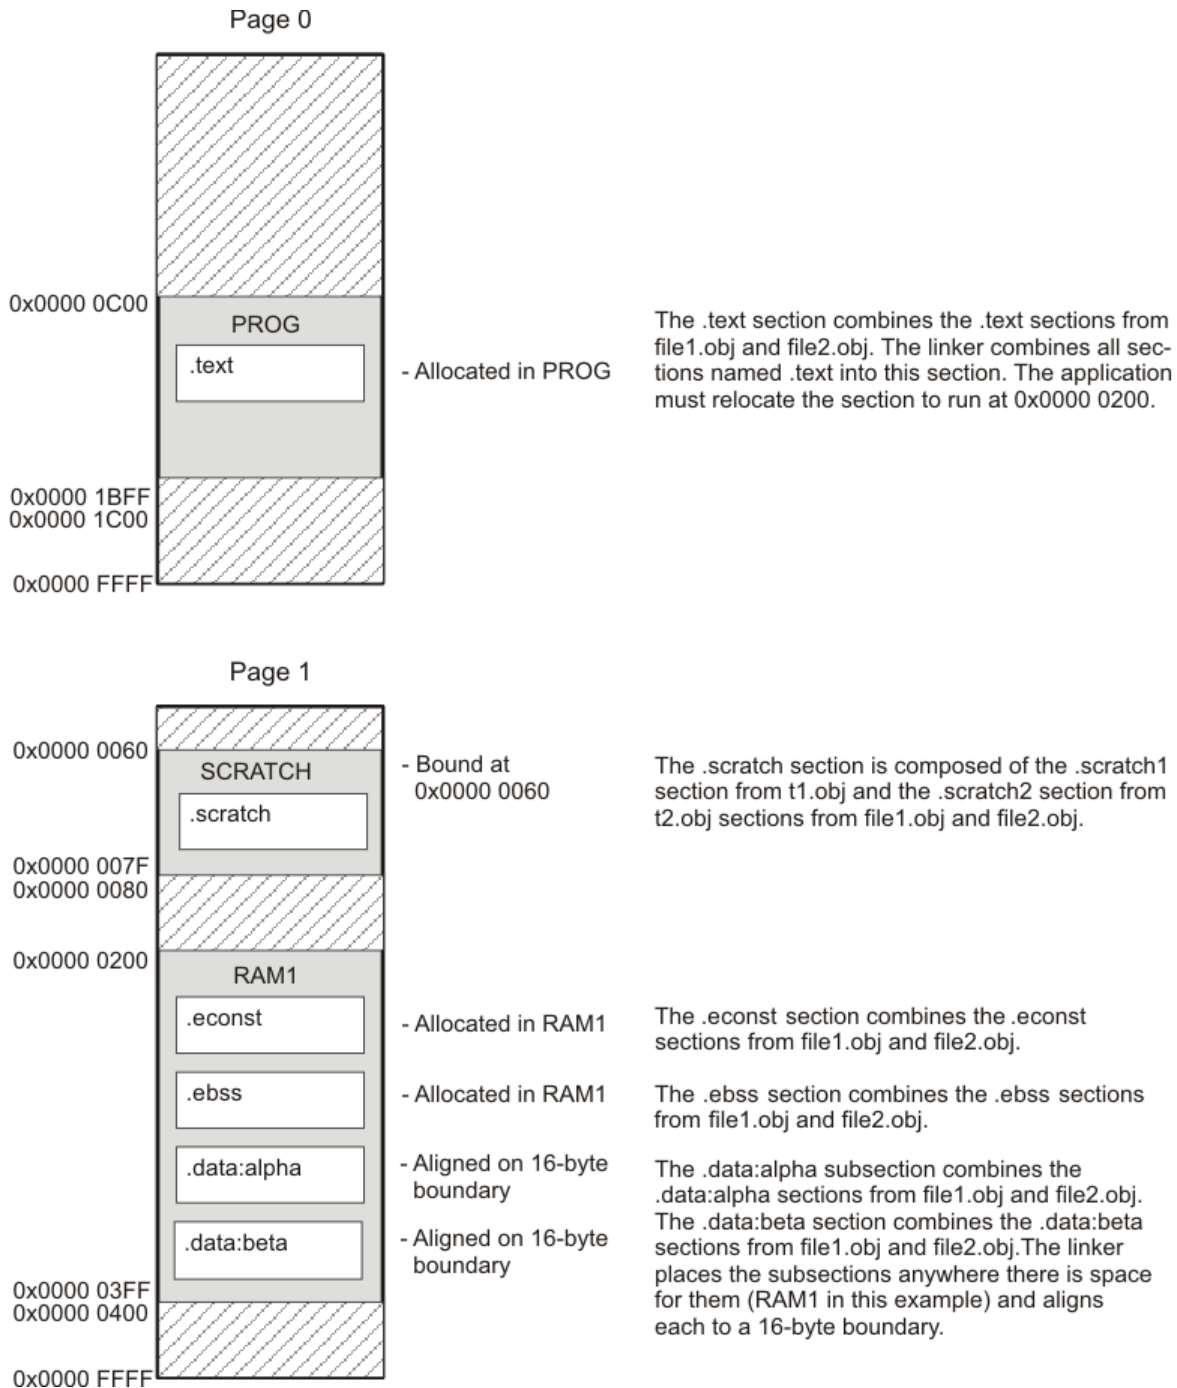 Page 0
0x0000 0C00
PROG
.text
- Allocated in PROG
The .text section combines the .text sections from
file1.obj and file2.obj. The linker combines all sec-
tions named .text into this section. The application
must relocate the section to run at 0x0000 0200.
0x0000 1BFF
0x0000 1C00
0x0000 FFFF
Page 1
0x0000 0060
SCRATCH
.scratch
- Bound at
0x0000 0060
The .scratch section is composed of the .scratch1
section from t1.obj and the .scratch2 section from
t2.obj sections from file1.obj and file2.obj.
0x0000 007F
0x0000 0080
0x0000 0200
RAM1
.econst
- Allocated in RAM1
The .econst section combines the .econst
sections from file1.obj and file2.obj.
.ebss
- Allocated in RAM1
The .ebss section combines the .ebss sections
from file1.obj and file2.obj.
.data:alpha
- Aligned on 16-byte
boundary
The .data:alpha subsection combines the
.data:alpha sections from file1.obj and file2.obj.
.data:beta
- Aligned on 16-byte
boundary
The .data:beta section combines the .data:beta
sections from file1.obj and file2.obj.The linker
places the subsections anywhere there is space
for them (RAM1 in this example) and aligns
each to a 16-byte boundary.
0x0000 03FF
0x0000 0400
0x0000 FFFF